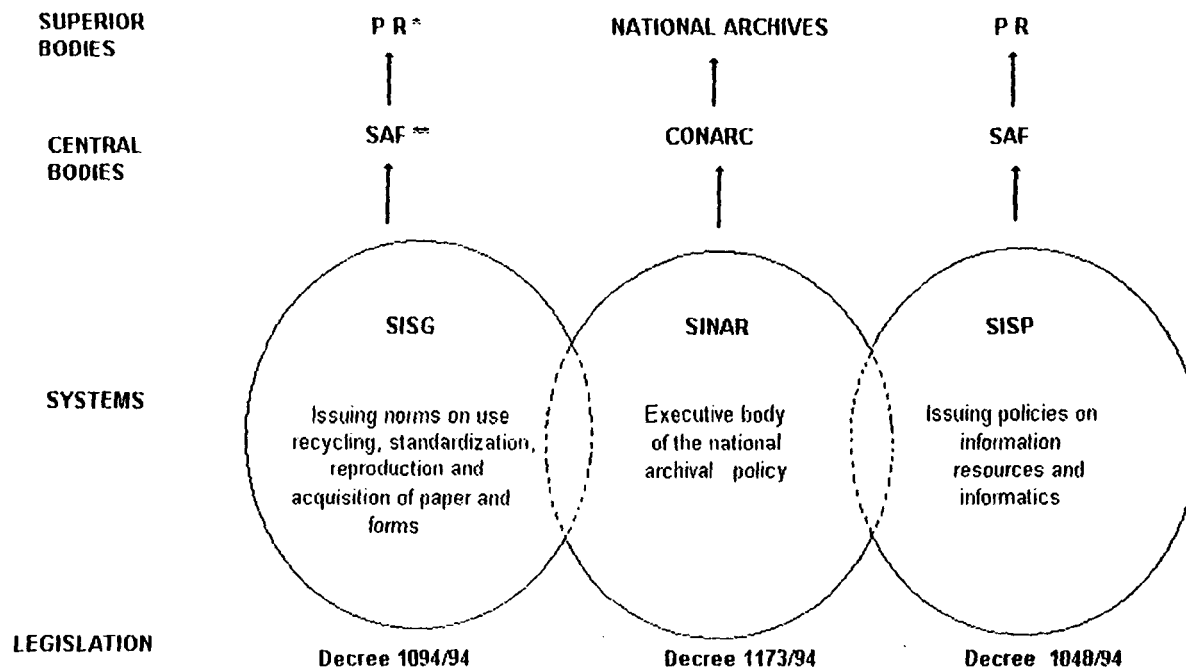 SUPERIOR
BODIES
P R *
NATIONAL ARCHIVES
P R
CENTRAL
BODIES
SAF **
CONARC
SAF
SYSTEMS
SISG
Issuing norms on use
recycling, standardization,
reproduction and
acquisition of paper and
forms
SINAR
Executive body
of the national
archival policy
SISP
Issuing policies on
information
resources and
informatics
LEGISLATION
Decree 1094/94
Decree 1173/94
Decree 1048/94